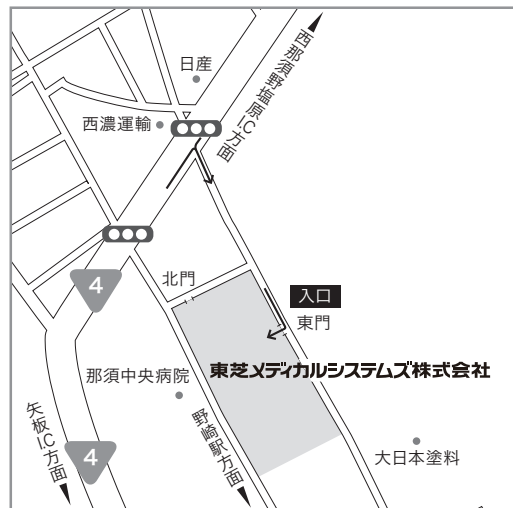 日産
西那須野塩原I.C方面
西濃運輸
4
北門
入口
東門
東芝メディカルシステムズ株式会社
那須中央病院
矢板I.C方面
4
野崎駅方面
大日本塗料